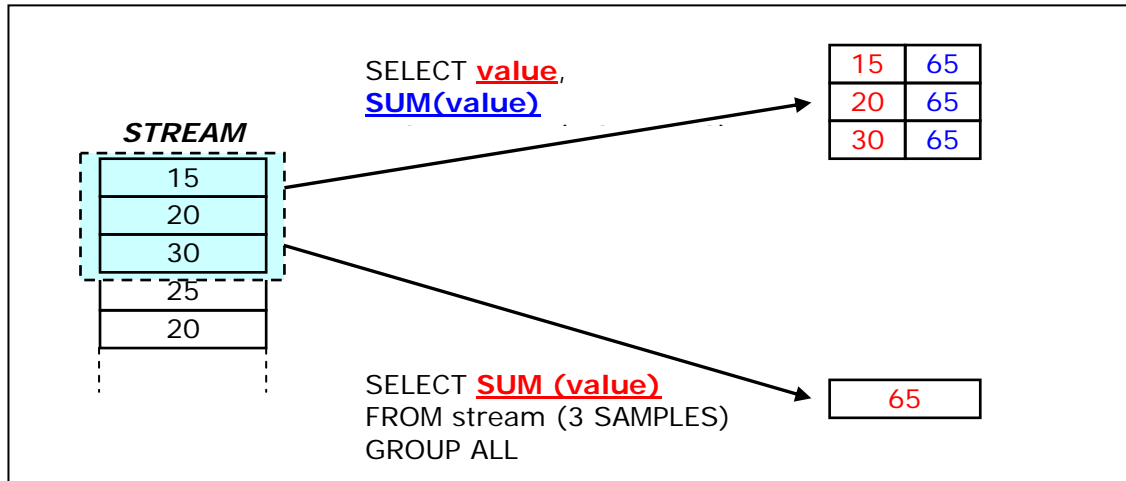 SELECT value,
SUM(value)
STREAM
15
20
30
25
20
15 65
20 65
30 65
SELECT SUM (value)
FROM stream (3 SAMPLES)
GROUP ALL
65